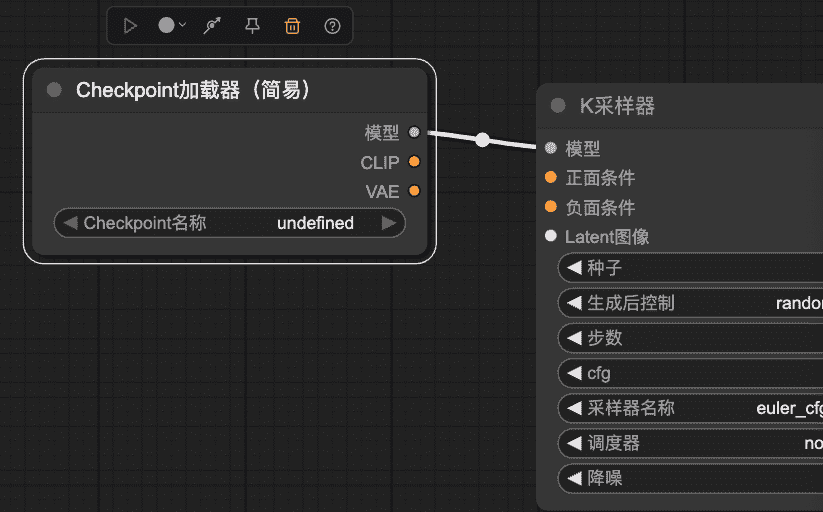 Checkpoint加载器（简易）
模型
CLIP
VAE
Checkpoint名称 undefined
K采样器
模型
正面条件
负面条件
Latent图像
种子
生成后控制 randor
步数
cfg
采样器名称 euler_cfg
调度器 no
降噪